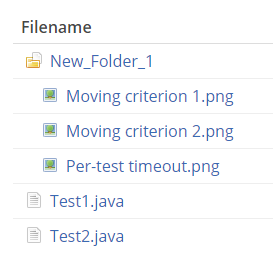 Filename
New_Folder_1
Moving criterion 1.png
Moving criterion 2.png
Per-test timeout.png
Test1.java
Test2.java